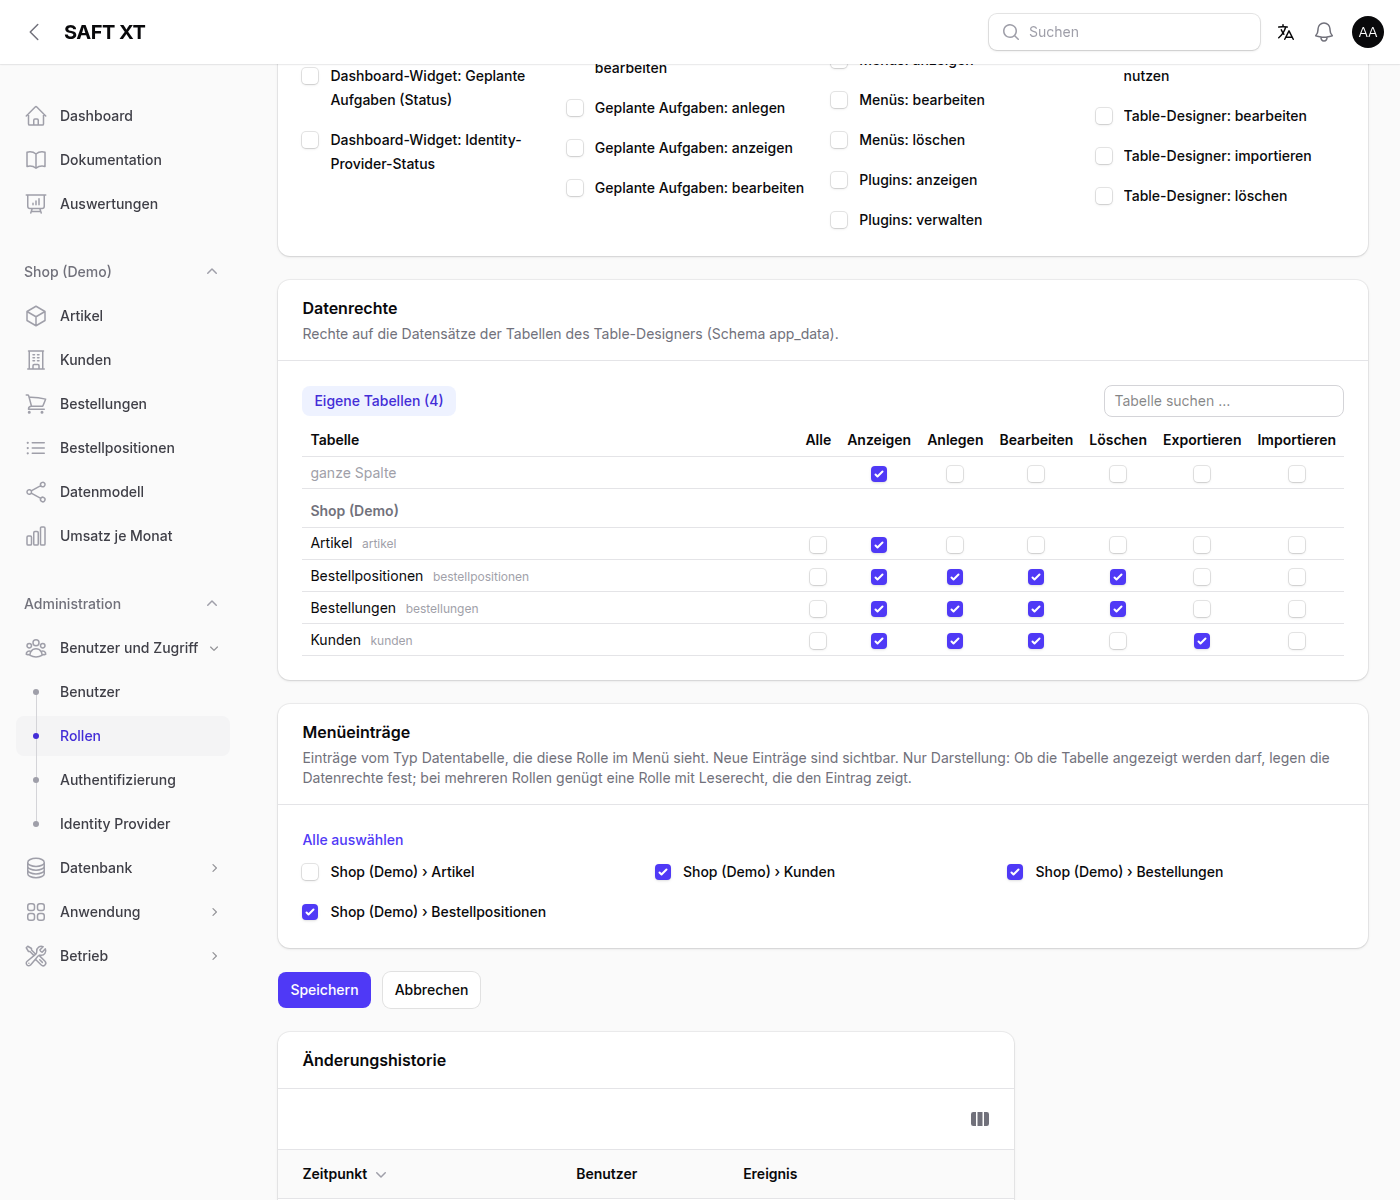 SAFT XT
Suchen
AA
Dashboard
Dokumentation
Auswertungen
Shop (Demo)
Artikel
Kunden
Bestellungen
Bestellpositionen
Datenmodell
Umsatz je Monat
Administration
Benutzer und Zugriff
Benutzer
Rollen
Authentifizierung
Identity Provider
Datenbank
Anwendung
Betrieb
Dashboard-Widget: Geplante
Aufgaben (Status)
Dashboard-Widget: Identity-
Provider-Status
bearbeiten
Geplante Aufgaben: anlegen
Geplante Aufgaben: anzeigen
Geplante Aufgaben: bearbeiten
Menüs: anzeigen
Menüs: bearbeiten
Menüs: löschen
Plugins: anzeigen
Plugins: verwalten
nutzen
Table-Designer: bearbeiten
Table-Designer: importieren
Table-Designer: löschen
Datenrechte
Rechte auf die Datensätze der Tabellen des Table-Designers (Schema app_data).
Eigene Tabellen (4)
Tabelle suchen ...
Tabelle Alle Anzeigen Anlegen Bearbeiten Löschen Exportieren Importieren
ganze Spalte
Shop (Demo)
Artikel artikel
Bestellpositionen bestellpositionen
Bestellungen bestellungen
Kunden kunden
Menüeinträge
Einträge vom Typ Datentabelle, die diese Rolle im Menü sieht. Neue Einträge sind sichtbar. Nur Darstellung: Ob die Tabelle angezeigt werden darf, legen die
Datenrechte fest; bei mehreren Rollen genügt eine Rolle mit Leserecht, die den Eintrag zeigt.
Alle auswählen
Shop (Demo) › Artikel
Shop (Demo) › Kunden
Shop (Demo) › Bestellungen
Shop (Demo) › Bestellpositionen
Speichern
Abbrechen
Änderungshistorie
Zeitpunkt Benutzer Ereignis